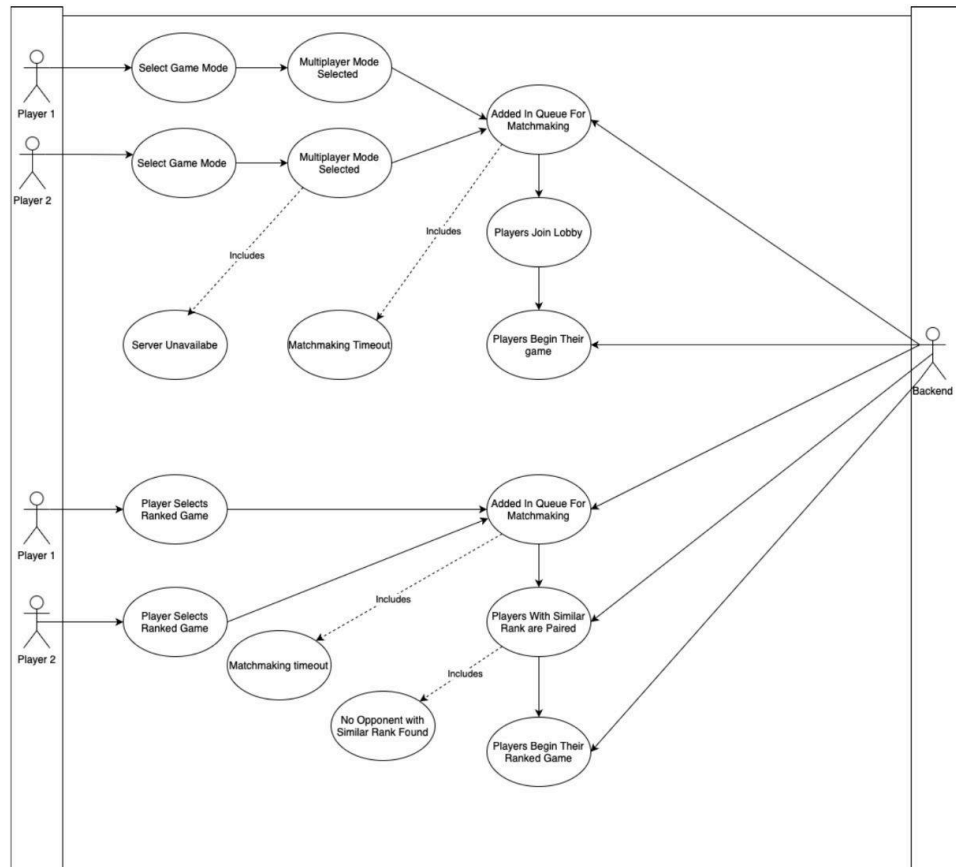 Player 1
Select Game Mode
Multiplayer Mode
Selected
Added In Queue For
Matchmaking
Player 2
Select Game Mode
Multiplayer Mode
Selected
Includes
Includes
Players Join Lobby
Server Unavailabe
Matchmaking Timeout
Players Begin Their
game
Backend
Player 1
Player Selects
Ranked Game
Added In Queue For
Matchmaking
Player 2
Player Selects
Ranked Game
Includes
Players With Similar
Rank are Paired
Matchmaking timeout
Includes
No Opponent with
Similar Rank Found
Players Begin Their
Ranked Game